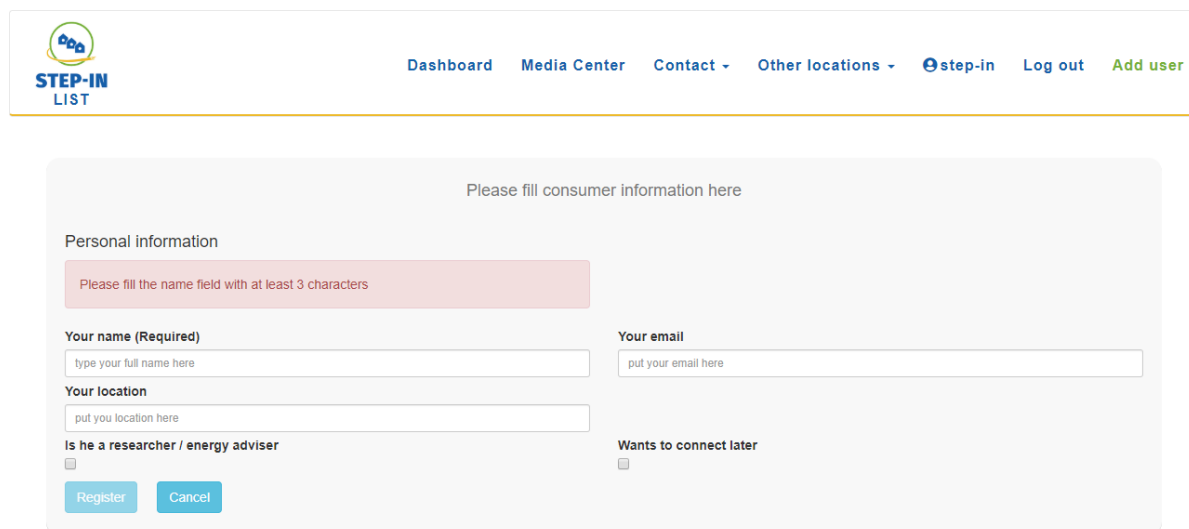 STEP-IN
LIST
Dashboard Media Center Contact Other locations step-in Log out Add user
Please fill consumer information here
Personal information
Please fill the name field with at least 3 characters
Your name (Required) Your email
type your full name here put your email here
Your location
put you location here
Is he a researcher / energy adviser Wants to connect later
Register Cancel